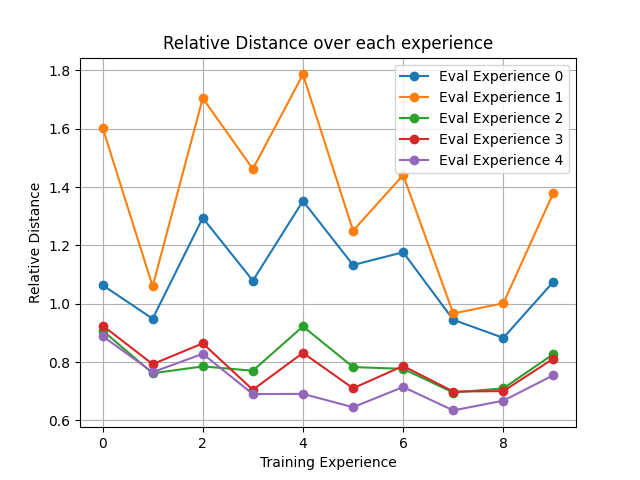 Relative Distance over each experience
Relative Distance
1.8
1.6
1.4
1.2
1.0
0.8
0.6
Eval Experience 0
Eval Experience 1
Eval Experience 2
Eval Experience 3
Eval Experience 4
0 2 4 6 8
Training Experience